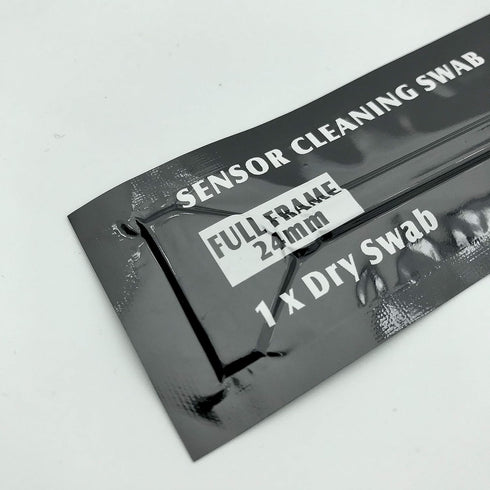 SENSOR CLEANING SWAB
FULL FRAME
24mm
1 x Dry Swab